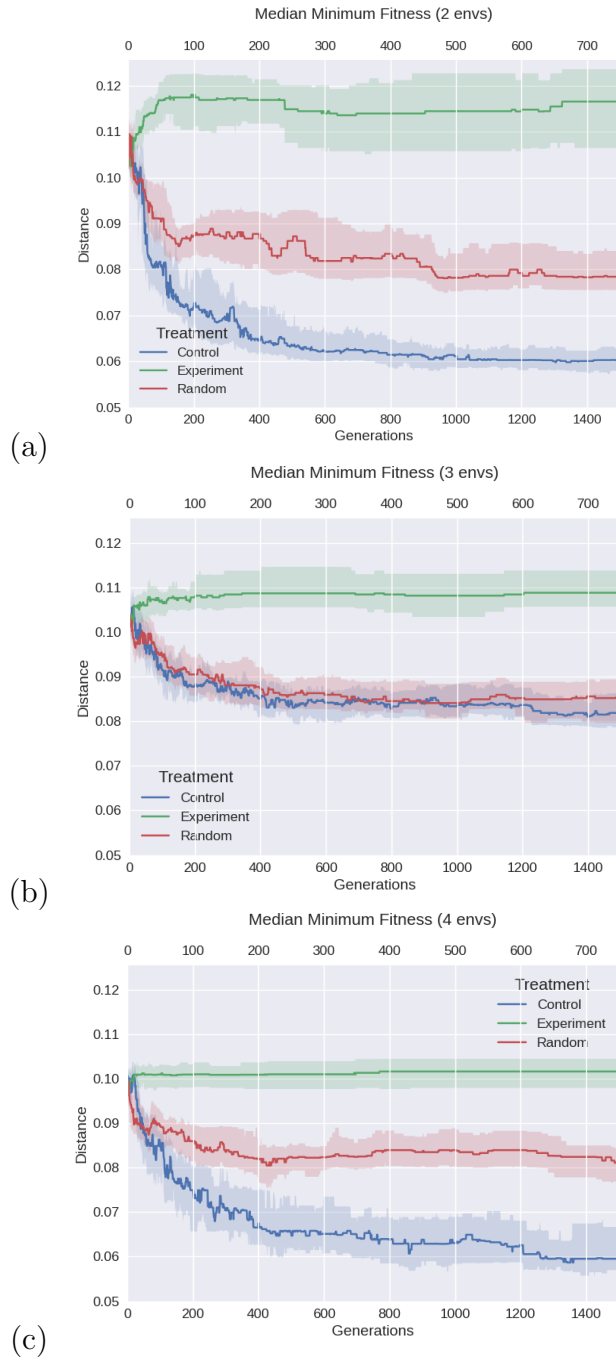 Median Minimum Fitness (2 envs)
0 100 200 300 400 500 600 700
0.12
0.11
0.10
0.09
0.08
0.07
0.06
0.05
Distance
Treatment
Control
Experiment
Random
0 200 400 600 800 1000 1200 1400
Generations
(a)
Median Minimum Fitness (3 envs)
0 100 200 300 400 500 600 700
0.12
0.11
0.10
0.09
0.08
0.07
0.06
0.05
Distance
Treatment
Control
Experiment
Random
0 200 400 600 800 1000 1200 1400
Generations
(b)
Median Minimum Fitness (4 envs)
0 100 200 300 400 500 600 700
0.12
0.11
0.10
0.09
0.08
0.07
0.06
0.05
Distance
Treatment
Control
Experiment
Random
0 200 400 600 800 1000 1200 1400
Generations
(c)